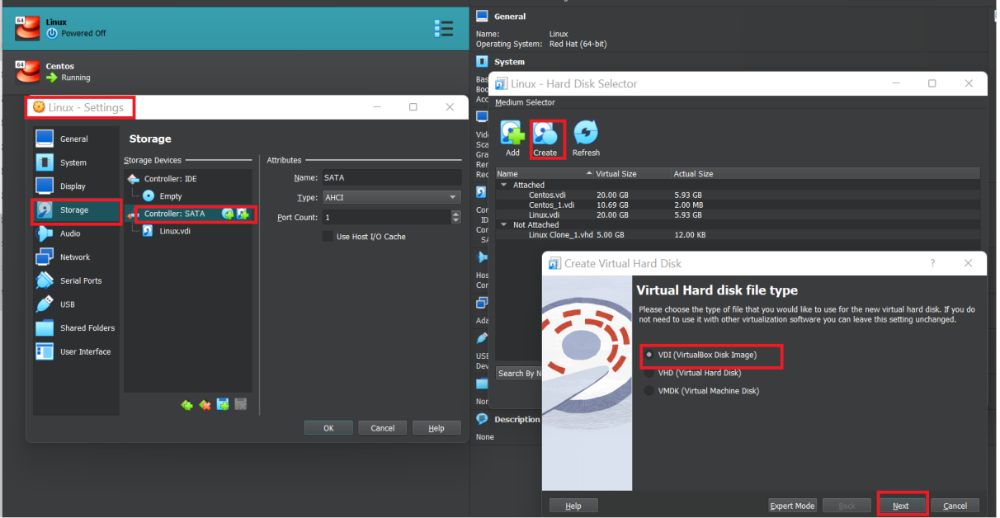 64
Linux
Powered Off
64
Centos
Running
General
Name: Linux
Operating System: Red Hat (64-bit)
System
Bas
Boo
Acc
Vid
Sca
Gra
Rer
Rec
Con
ID
Con
SA
Hos
Cor
Ada
USB
Dev
Nor
Description
None
Linux - Settings
General
System
Display
Storage
Audio
Network
Serial Ports
USB
Shared Folders
User Interface
Storage
Storage Devices
Controller: IDE
Empty
Controller: SATA
Linux.vdi
Attributes
Name: SATA
Type: AHCI
Port Count: 1
Use Host I/O Cache
OK Cancel Help
Linux - Hard Disk Selector
Medium Selector
Add Create Refresh
Name Virtual Size Actual Size
Attached
Centos.vdi 20.00 GB 5.93 GB
Centos_1.vdi 10.69 GB 2.00 MB
Linux.vdi 20.00 GB 5.93 GB
Not Attached
Linux Clone_1.vhd 5.00 GB 12.00 KB
Search By N
Create Virtual Hard Disk
?
Virtual Hard disk file type
Please choose the type of file that you would like to use for the new virtual hard disk. If you do
not need to use it with other virtualization software you can leave this setting unchanged.
VDI (VirtualBox Disk Image)
VHD (Virtual Hard Disk)
VMDK (Virtual Machine Disk)
Help Expert Mode Back Next Cancel